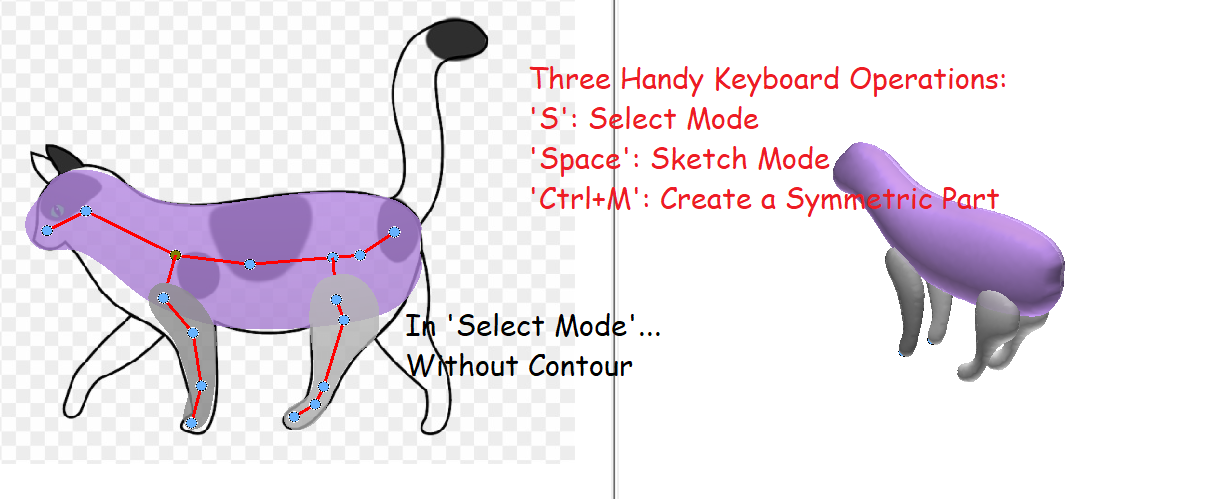 Three Handy Keyboard Operations:
'S': Select Mode
'Space': Sketch Mode
'Ctrl+M': Create a Symmetric Part
In 'Select Mode'...
Without Contour